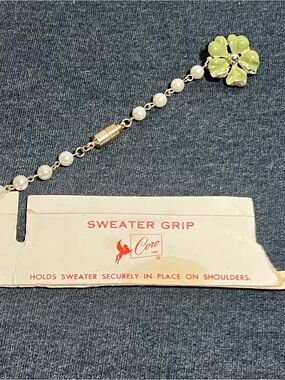 SWEATER GRIP
Coro
HOLDS SWEATER SECURELY IN PLACE ON SHOULDERS.